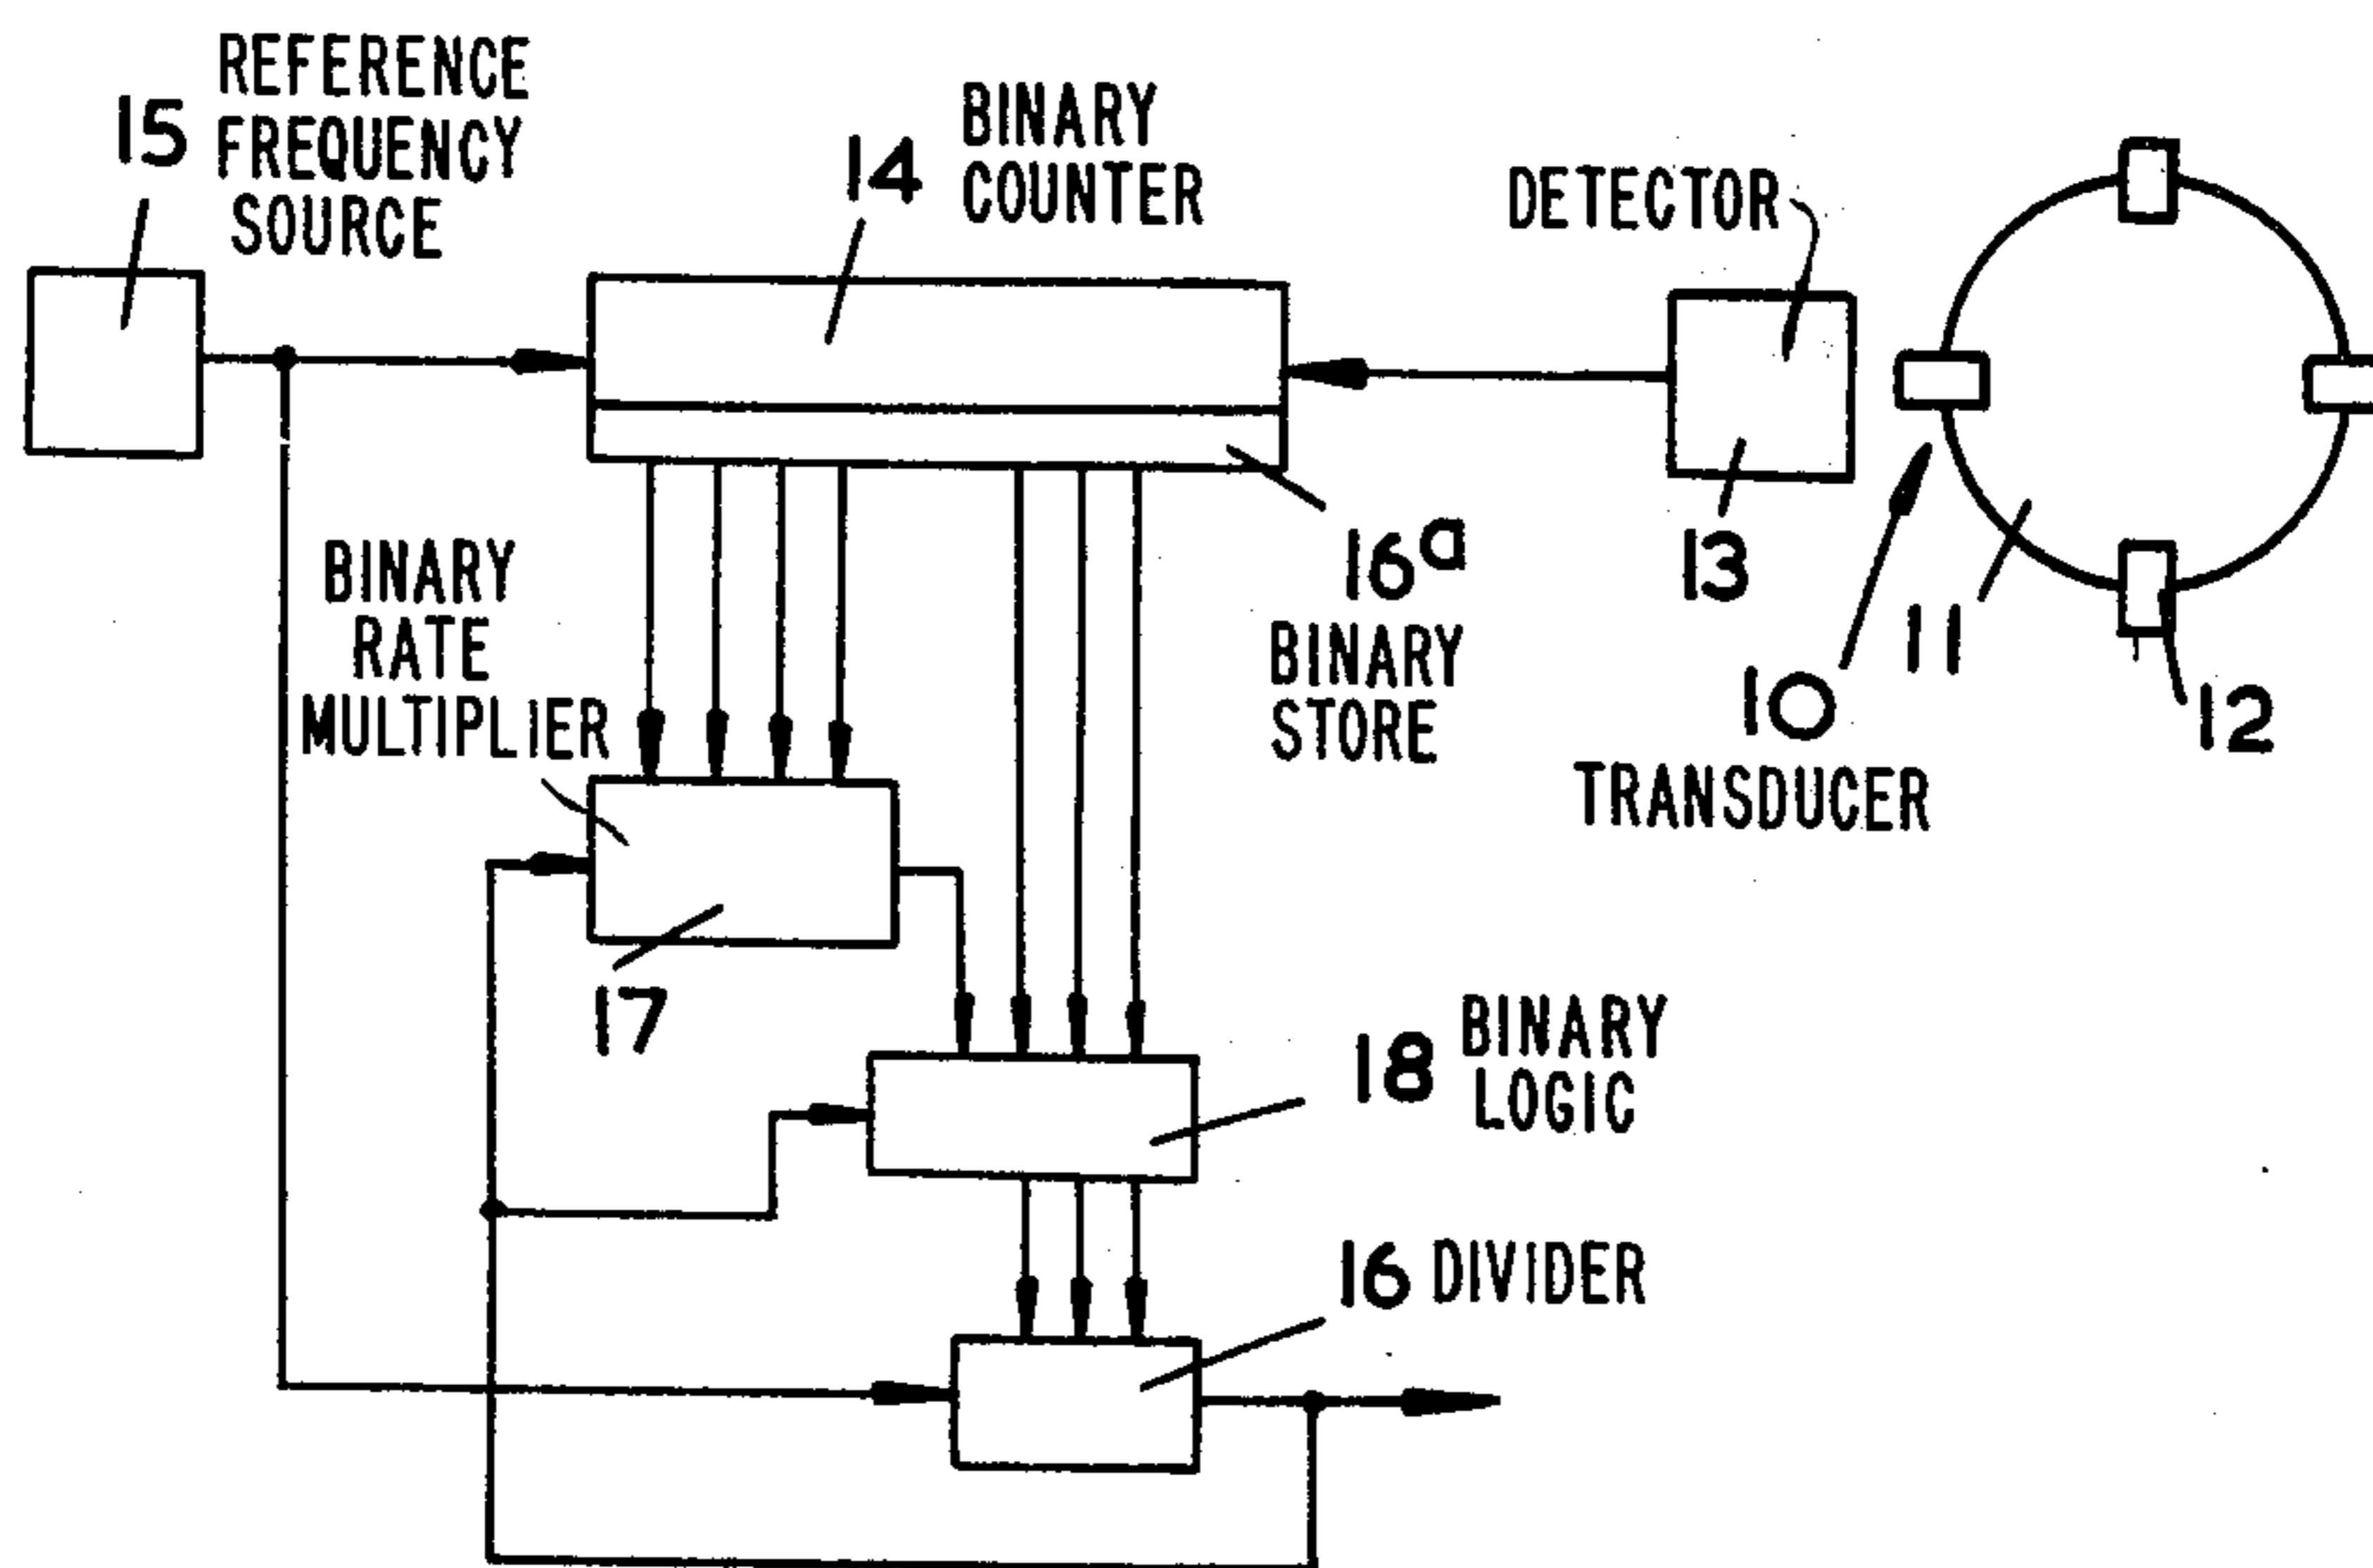 15 REFERENCE
FREQUENCY
SOURCE
14 BINARY
COUNTER
DETECTOR
BINARY
RATE
MULTIPLIER
16a
BINARY
STORE
13
11
10
TRANSDUCER
12
17
18 BINARY
LOGIC
16 DIVIDER